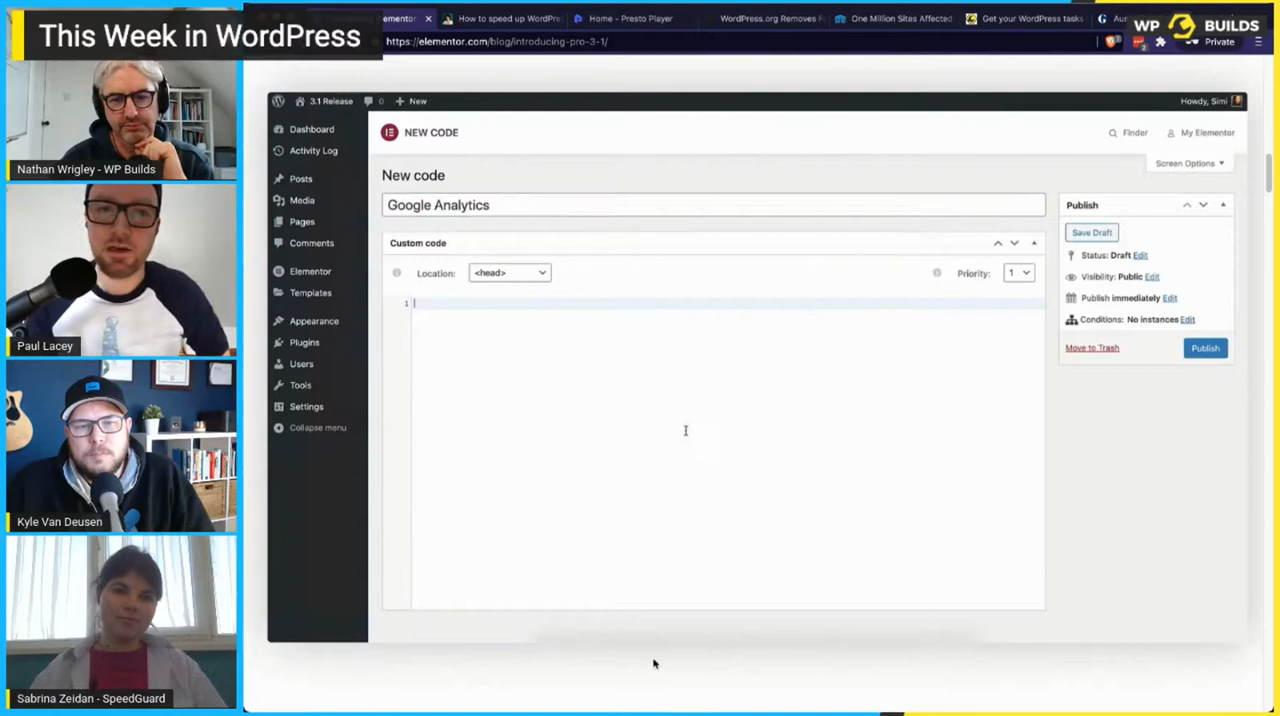 This Week in WordPress
Nathan Wrigley - WP Builds
Paul Lacey
Kyle Van Deusen
Sabrina Zeidan - SpeedGuard
How to speed up WordPre
Home - Presto Player
WordPress.org Removes F
One Million Sites Affected
Get your WordPress tasks
WP BUILDS
https://elementor.com/blog/introducing-pro-3-1/
Private
3.1 Release 0 + New
Howdy, Simi
Dashboard
Activity Log
Posts
Media
Pages
Comments
Elementor
Templates
Appearance
Plugins
Users
Tools
Settings
Collapse menu
NEW CODE
Finder
My Elementor
Screen Options
New code
Google Analytics
Custom code
Location: <head>
Priority: 1
1
Publish
Save Draft
Status: Draft Edit
Visibility: Public Edit
Publish immediately Edit
Conditions: No instances Edit
Move to Trash
Publish